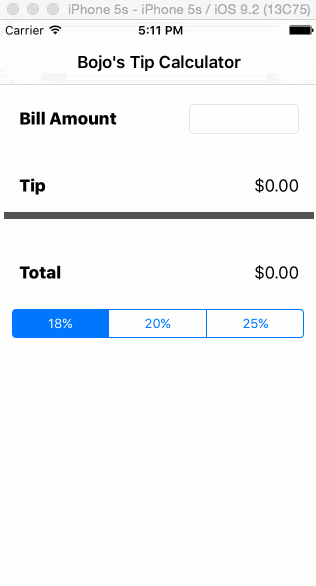 iPhone 5s - iPhone 5s / iOS 9.2 (13C75)
Carrier 5:11 PM
Bojo's Tip Calculator
Bill Amount
Tip $0.00
Total $0.00
18% 20% 25%